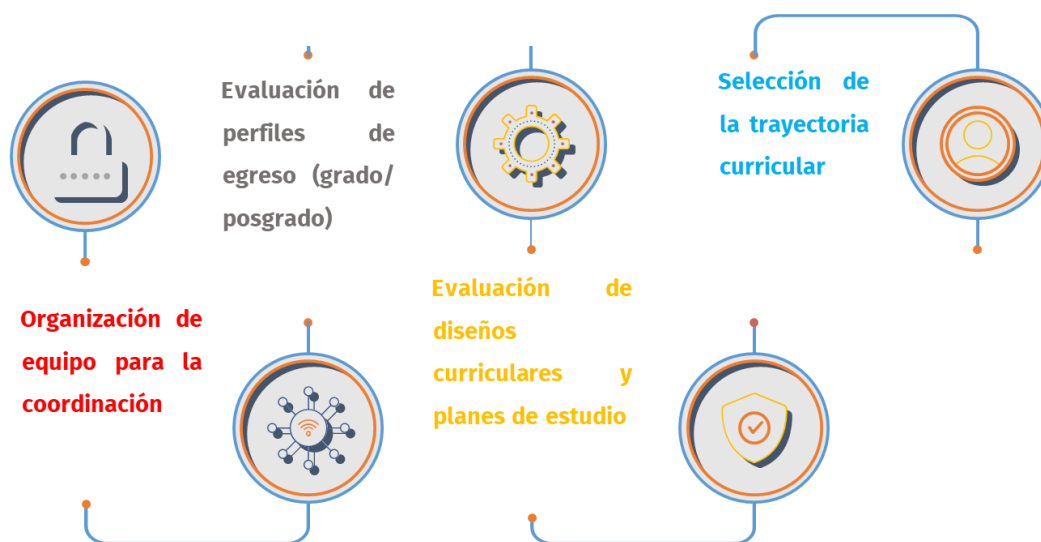 Organización de
equipo para la
coordinación
Evaluación de
perfiles de
egreso (grado/
posgrado)
Evaluación de
diseños
curriculares y
planes de estudio
Selección de
la trayectoria
curricular